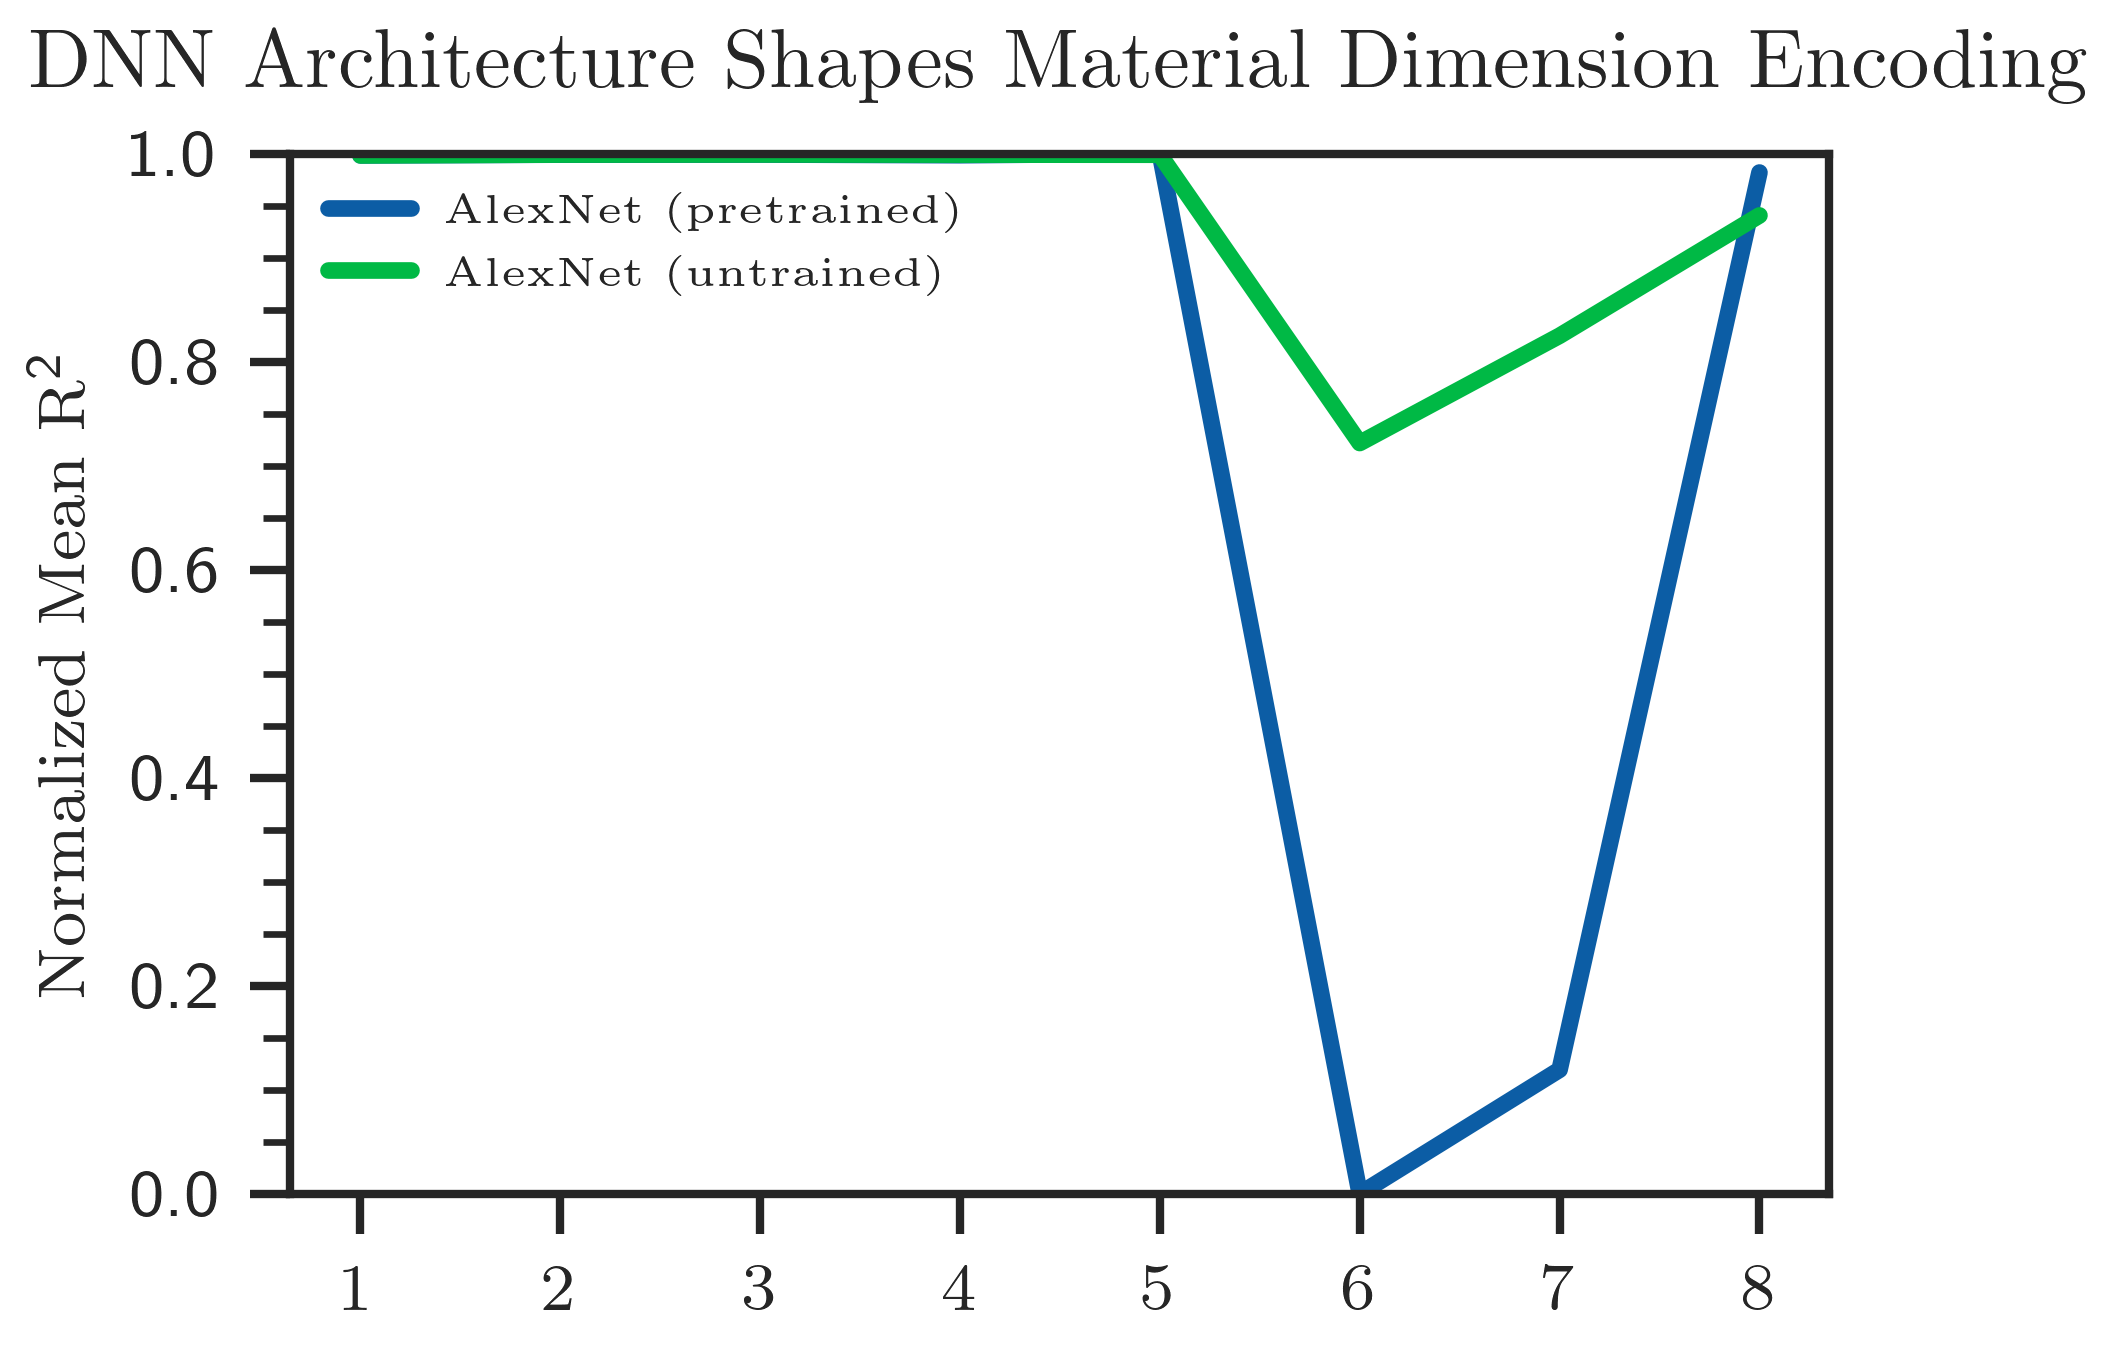 DNN Architecture Shapes Material Dimension Encoding
Normalized Mean R²
1.0
0.8
0.6
0.4
0.2
0.0
AlexNet (pretrained)
AlexNet (untrained)
1 2 3 4 5 6 7 8